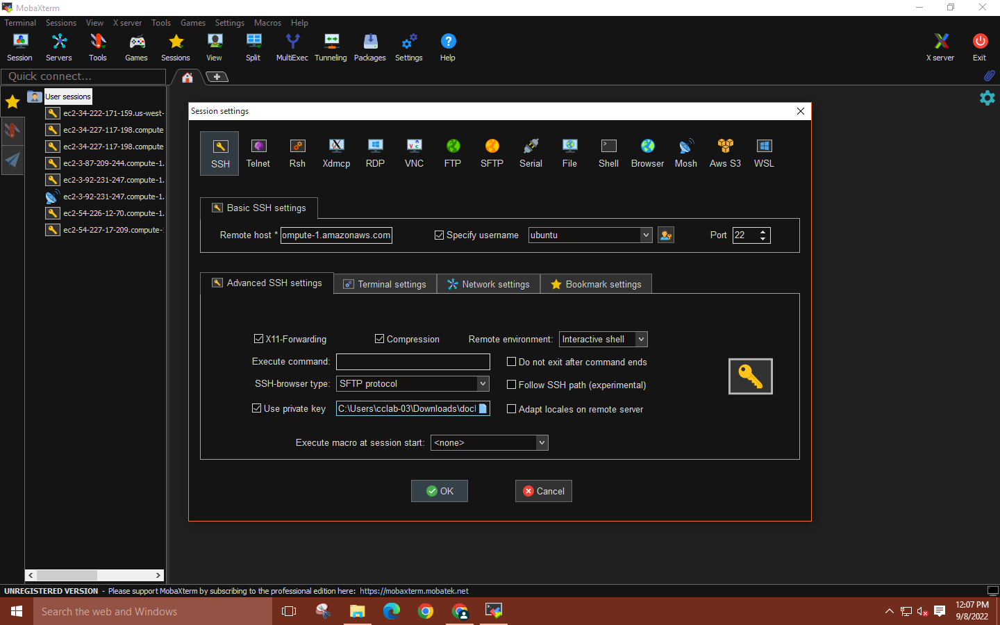 MobaXterm
Terminal Sessions View X server Tools Games Settings Macros Help
Session Servers Tools Games Sessions View Split MultiExec Tunneling Packages Settings Help X server Exit
Quick connect...
User sessions
ec2-34-222-171-159.us-west-
ec2-34-227-117-198.compute
ec2-34-227-117-198.compute
ec2-3-87-209-244.compute-1.
ec2-3-92-231-247.compute-1.
ec2-3-92-231-247.compute-1.
ec2-54-226-12-70.compute-1.
ec2-54-227-17-209.compute-
Session settings
SSH Telnet Rsh Xdmcp RDP VNC FTP SFTP Serial File Shell Browser Mosh Aws S3 WSL
Basic SSH settings
Remote host * ompute-1.amazonaws.com Specify username ubuntu Port 22
Advanced SSH settings Terminal settings Network settings Bookmark settings
X11-Forwarding Compression Remote environment: Interactive shell
Execute command: Do not exit after command ends
SSH-browser type: SFTP protocol Follow SSH path (experimental)
Use private key C:\Users\cclab-03\Downloads\doc Adapt locales on remote server
Execute macro at session start: <none>
OK Cancel
UNREGISTERED VERSION - Please support MobaXterm by subscribing to the professional edition here: https://mobaxterm.mobatek.net
Search the web and Windows
12:07 PM
9/8/2022